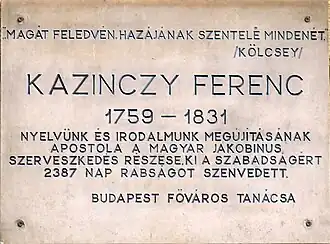 "MAGÁT FELEDVÉN, HAZÁJÁNAK SZENTELÉ MINDENÉT."
/KÖLCSEY/
KAZINCZY FERENC
1759 – 1831
NYELVÜNK ÉS IRODALMUNK MEGÚJÍTÁSÁNAK
APOSTOLA A MAGYAR JAKOBINUS,
SZERVESZKEDÉS RÉSZESE, KI A SZABADSÁGÉRT
2387 NAP RABSÁGOT SZENVEDETT.
BUDAPEST FŐVÁROS TANÁCSA